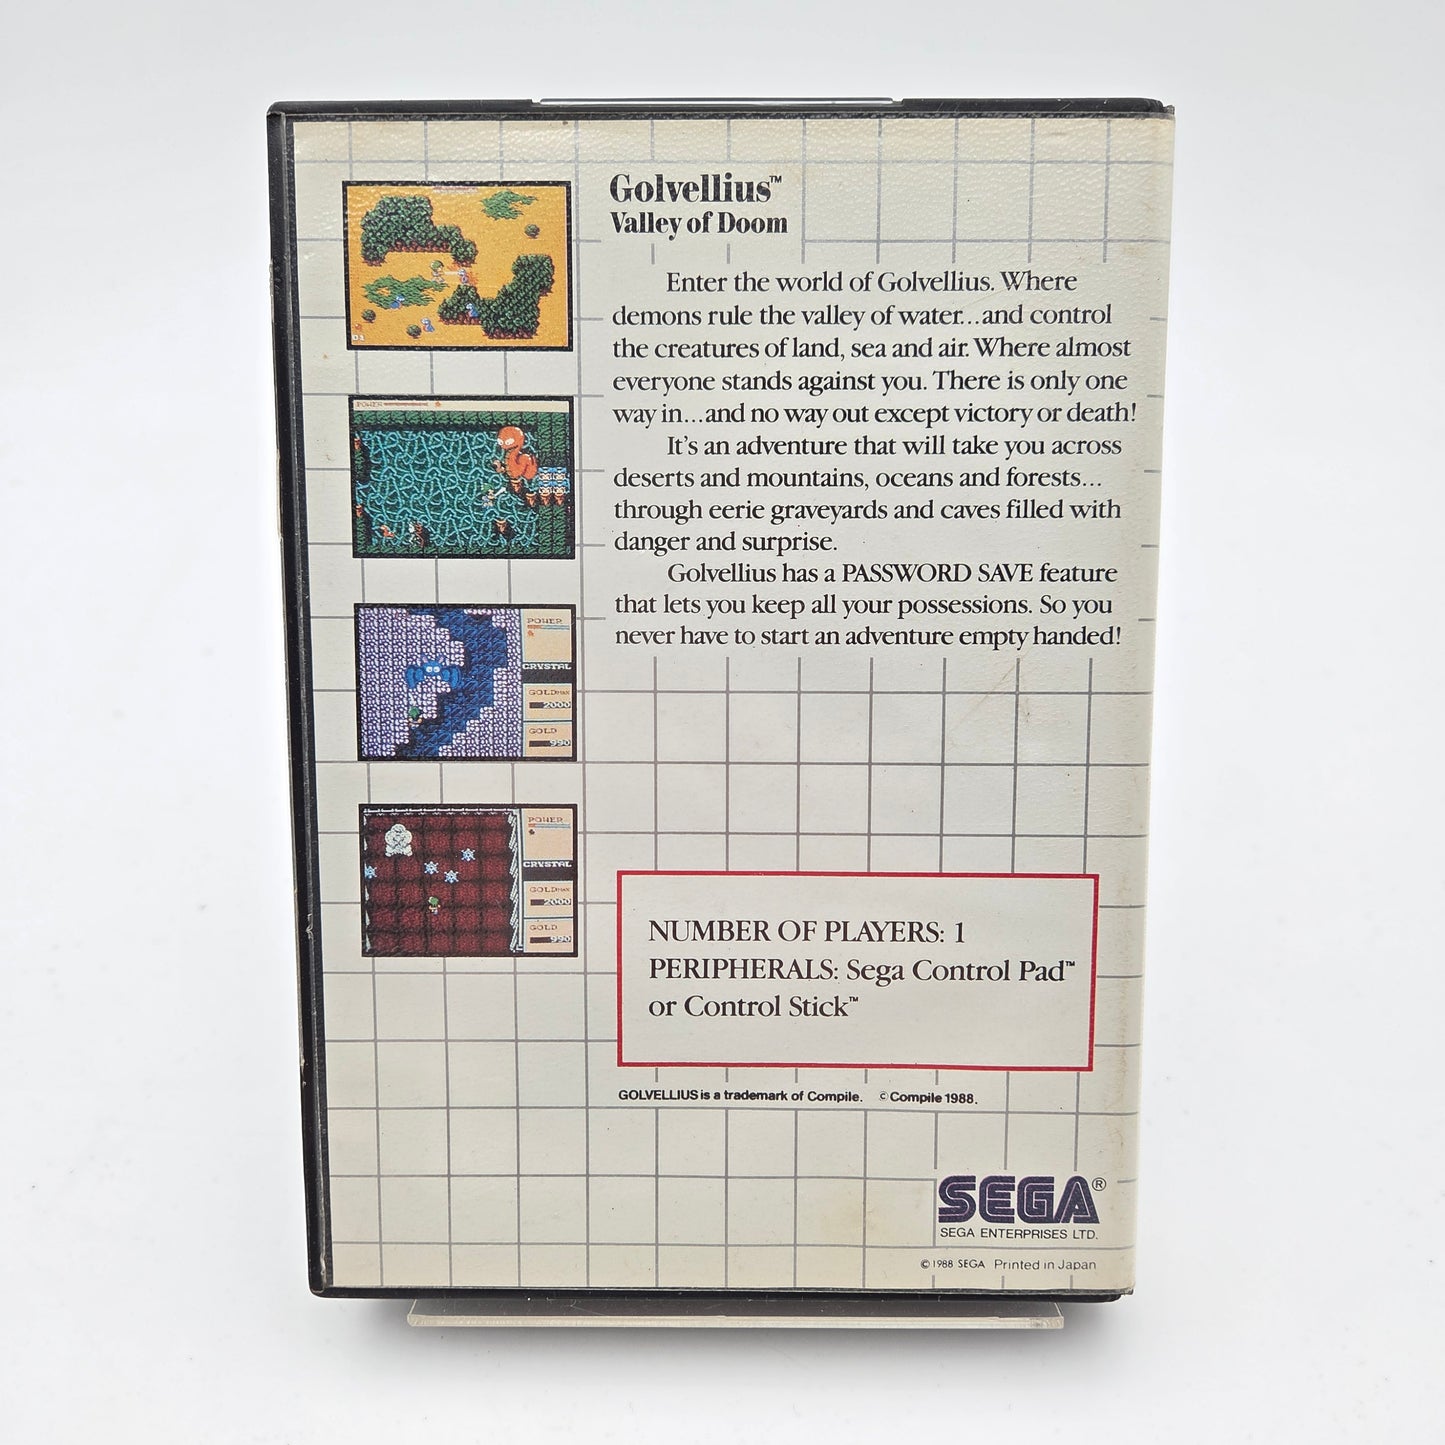 Golvellius™
Valley of Doom
Enter the world of Golvellius. Where
demons rule the valley of water...and control
the creatures of land, sea and air. Where almost
everyone stands against you. There is only one
way in...and no way out except victory or death!
It's an adventure that will take you across
deserts and mountains, oceans and forests...
through eerie graveyards and caves filled with
danger and surprise.
Golvellius has a PASSWORD SAVE feature
that lets you keep all your possessions. So you
never have to start an adventure empty handed!
POWER
POWER
CRYSTAL
GOLD MAX
2000
GOLD
990
POWER
CRYSTAL
GOLD MAX
2000
GOLD
990
NUMBER OF PLAYERS: 1
PERIPHERALS: Sega Control Pad™
or Control Stick™
GOLVELLIUS is a trademark of Compile. © Compile 1988.
SEGA®
SEGA ENTERPRISES LTD.
© 1988 SEGA Printed in Japan